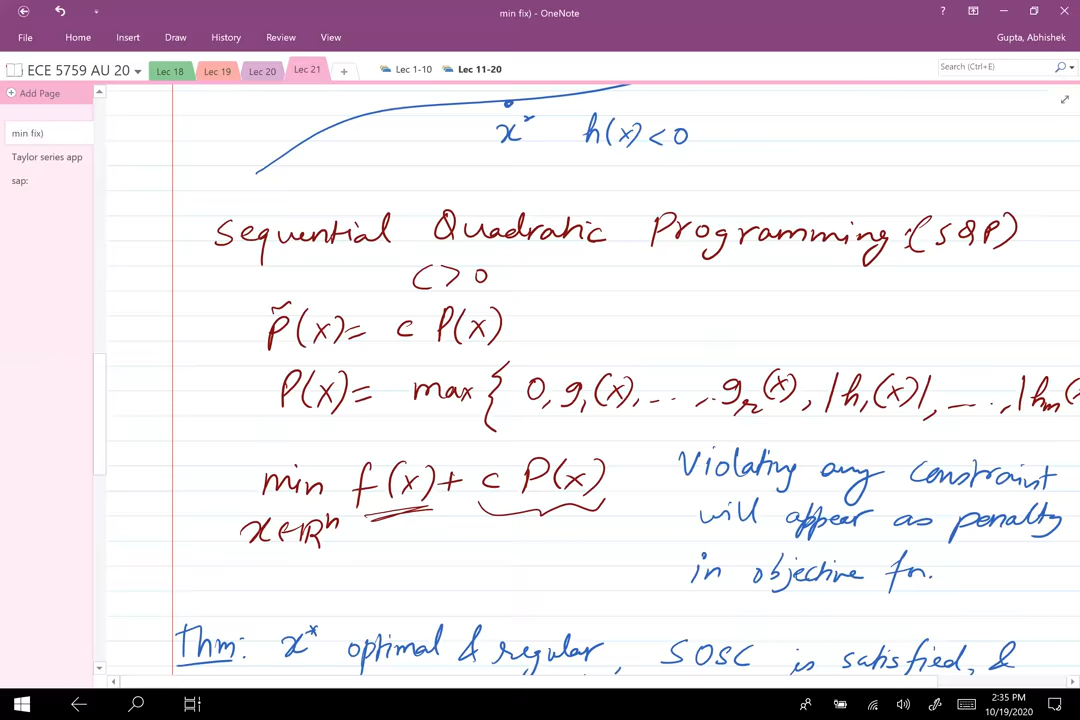 min fix) - OneNote
File Home Insert Draw History Review View
Gupta, Abhishek
ECE 5759 AU 20
Lec 18 Lec 19 Lec 20 Lec 21 + Lec 1-10 Lec 11-20
Search (Ctrl+E)
Add Page
min fix)
Taylor series app
sap:
x* h(x) < 0
Sequential Quadratic Programming: (SQP)
C > 0
P̃(x) = c P(x)
P(x) = max { 0, g₁(x), ..., gᵣ(x), |h₁(x)|, ..., |hₘ(x
min f(x) + c P(x)
x∈ℝⁿ
Violating any constraint
will appear as penalty
in objective fn.
Thm: x* optimal & regular, SOSC is satisfied, &
2:35 PM
10/19/2020